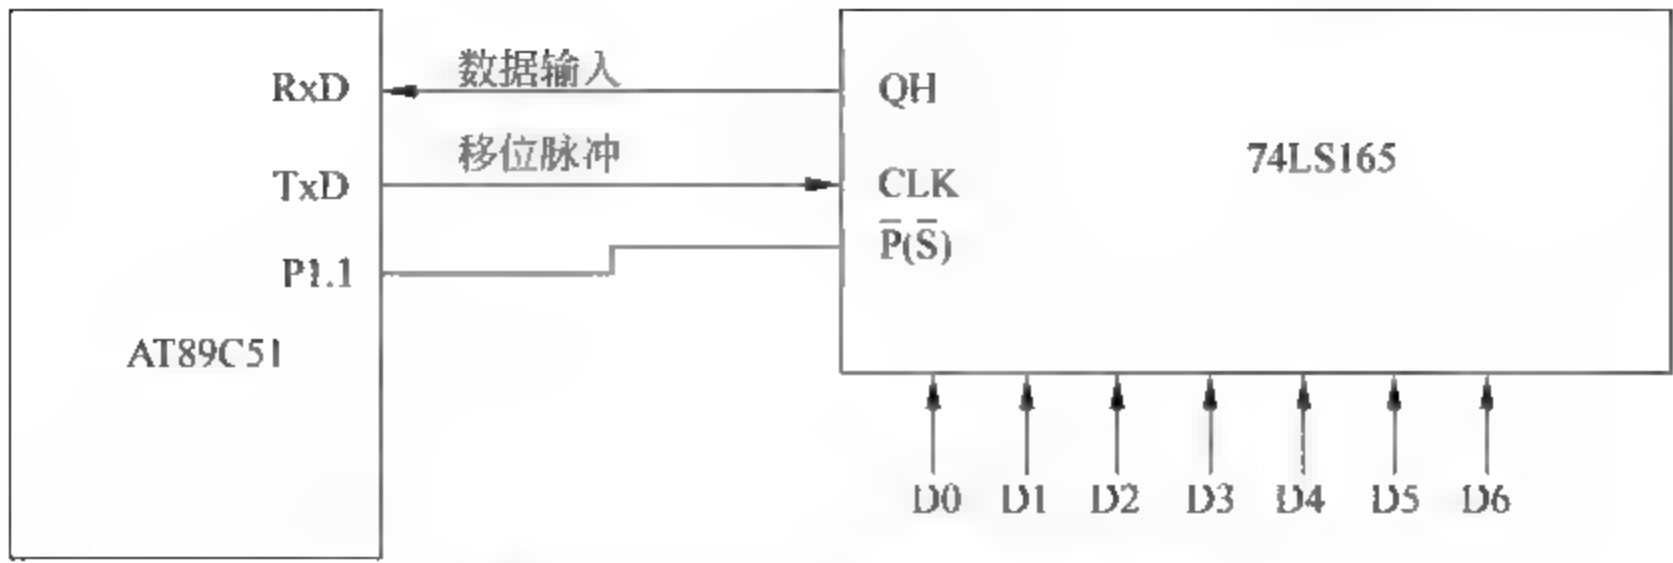 数据输入
RxD
QH
74LS165
移位脉冲
TxD
CLK
P̅(S̅)
P1.1
AT89C51
D0 D1 D2 D3 D4 D5 D6